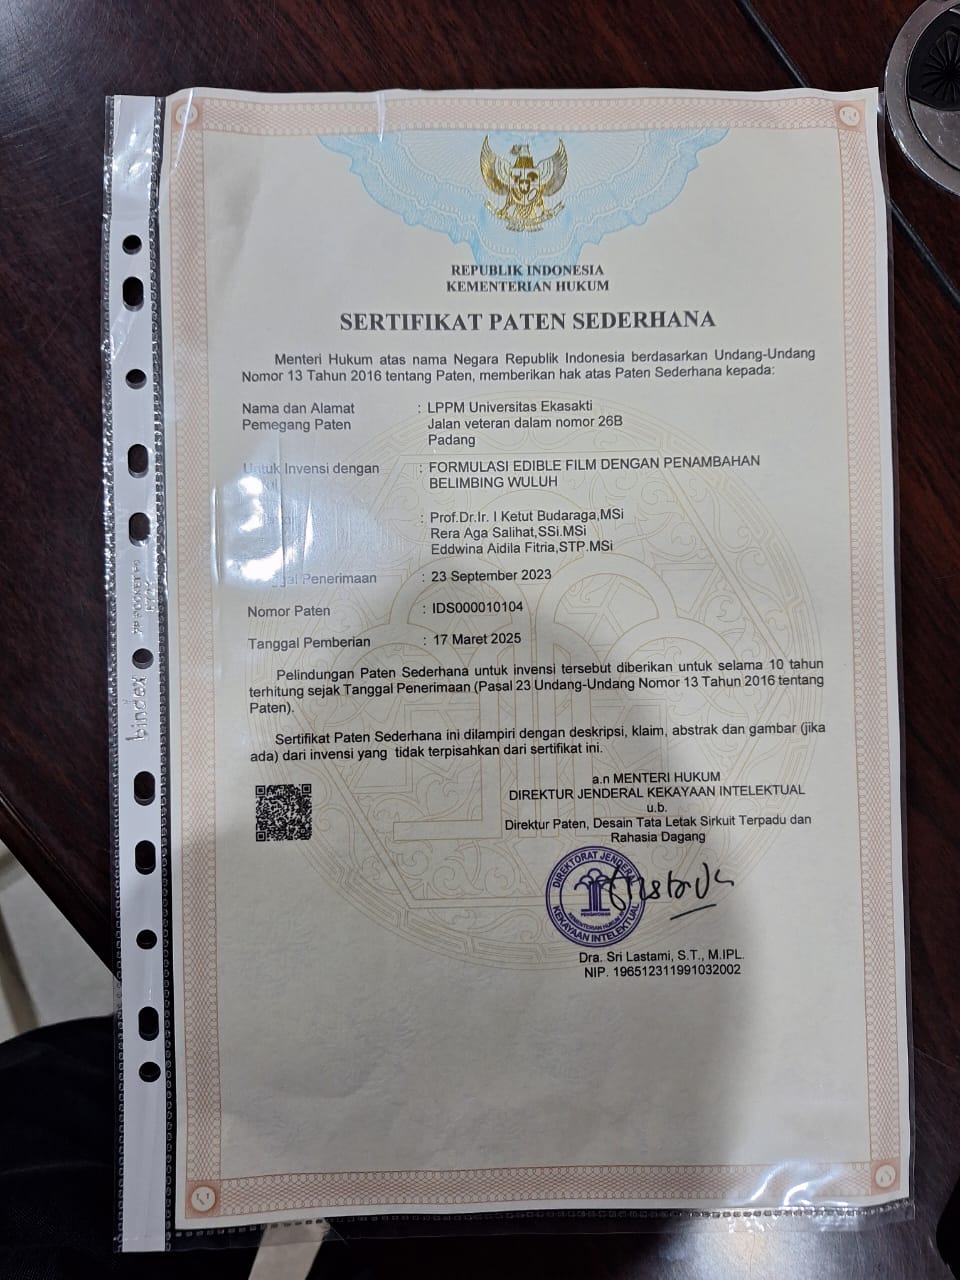 REPUBLIK INDONESIA
KEMENTERIAN HUKUM
SERTIFIKAT PATEN SEDERHANA
Menteri Hukum atas nama Negara Republik Indonesia berdasarkan Undang-Undang
Nomor 13 Tahun 2016 tentang Paten, memberikan hak atas Paten Sederhana kepada:
Nama dan Alamat : LPPM Universitas Ekasakti
Pemegang Paten Jalan veteran dalam nomor 26B
Padang
Untuk Invensi dengan : FORMULASI EDIBLE FILM DENGAN PENAMBAHAN
BELIMBING WULUH
: Prof.Dr.Ir. I Ketut Budaraga,MSi
Rera Aga Salihat,SSi.MSi
Eddwina Aidila Fitria,STP.MSi
Penerimaan : 23 September 2023
Nomor Paten : IDS000010104
Tanggal Pemberian : 17 Maret 2025
Pelindungan Paten Sederhana untuk invensi tersebut diberikan untuk selama 10 tahun
terhitung sejak Tanggal Penerimaan (Pasal 23 Undang-Undang Nomor 13 Tahun 2016 tentang
Paten).
Sertifikat Paten Sederhana ini dilampiri dengan deskripsi, klaim, abstrak dan gambar (jika
ada) dari invensi yang tidak terpisahkan dari sertifikat ini.
a.n MENTERI HUKUM
DIREKTUR JENDERAL KEKAYAAN INTELEKTUAL
u.b.
Direktur Paten, Desain Tata Letak Sirkuit Terpadu dan
Rahasia Dagang
DIREKTORAT JENDERAL
KEKAYAAN INTELEKTUAL
Dra. Sri Lastami, S.T., M.IPL.
NIP. 196512311991032002
bindex